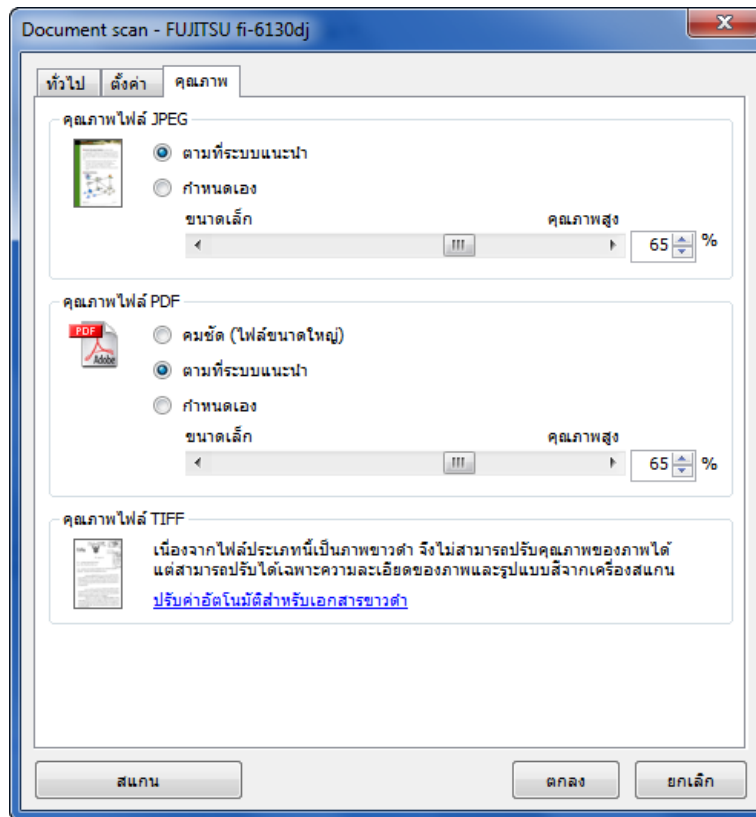 Document scan - FUJITSU fi-6130dj
ทั่วไป ตั้งค่า คุณภาพ
คุณภาพไฟล์ JPEG
ตามที่ระบบแนะนำ
กำหนดเอง
ขนาดเล็ก คุณภาพสูง
65 %
คุณภาพไฟล์ PDF
PDF
Adobe
คมชัด (ไฟล์ขนาดใหญ่)
ตามที่ระบบแนะนำ
กำหนดเอง
ขนาดเล็ก คุณภาพสูง
65 %
คุณภาพไฟล์ TIFF
เนื่องจากไฟล์ประเภทนี้เป็นภาพขาวดำ จึงไม่สามารถปรับคุณภาพของภาพได้
แต่สามารถปรับได้เฉพาะความละเอียดของภาพและรูปแบบสีจากเครื่องสแกน
ปรับค่าอัตโนมัติสำหรับเอกสารขาวดำ
สแกน ตกลง ยกเลิก